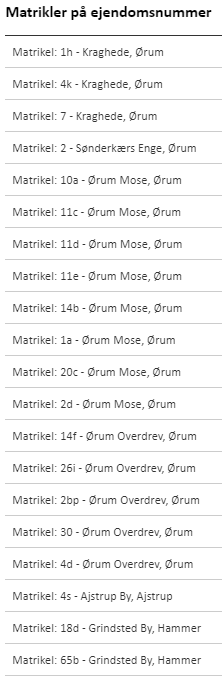 Matrikler på ejendomsnummer
Matrikel: 1h - Kraghede, Ørum
Matrikel: 4k - Kraghede, Ørum
Matrikel: 7 - Kraghede, Ørum
Matrikel: 2 - Sønderkærs Enge, Ørum
Matrikel: 10a - Ørum Mose, Ørum
Matrikel: 11c - Ørum Mose, Ørum
Matrikel: 11d - Ørum Mose, Ørum
Matrikel: 11e - Ørum Mose, Ørum
Matrikel: 14b - Ørum Mose, Ørum
Matrikel: 1a - Ørum Mose, Ørum
Matrikel: 20c - Ørum Mose, Ørum
Matrikel: 2d - Ørum Mose, Ørum
Matrikel: 14f - Ørum Overdrev, Ørum
Matrikel: 26i - Ørum Overdrev, Ørum
Matrikel: 2bp - Ørum Overdrev, Ørum
Matrikel: 30 - Ørum Overdrev, Ørum
Matrikel: 4d - Ørum Overdrev, Ørum
Matrikel: 4s - Ajstrup By, Ajstrup
Matrikel: 18d - Grindsted By, Hammer
Matrikel: 65b - Grindsted By, Hammer